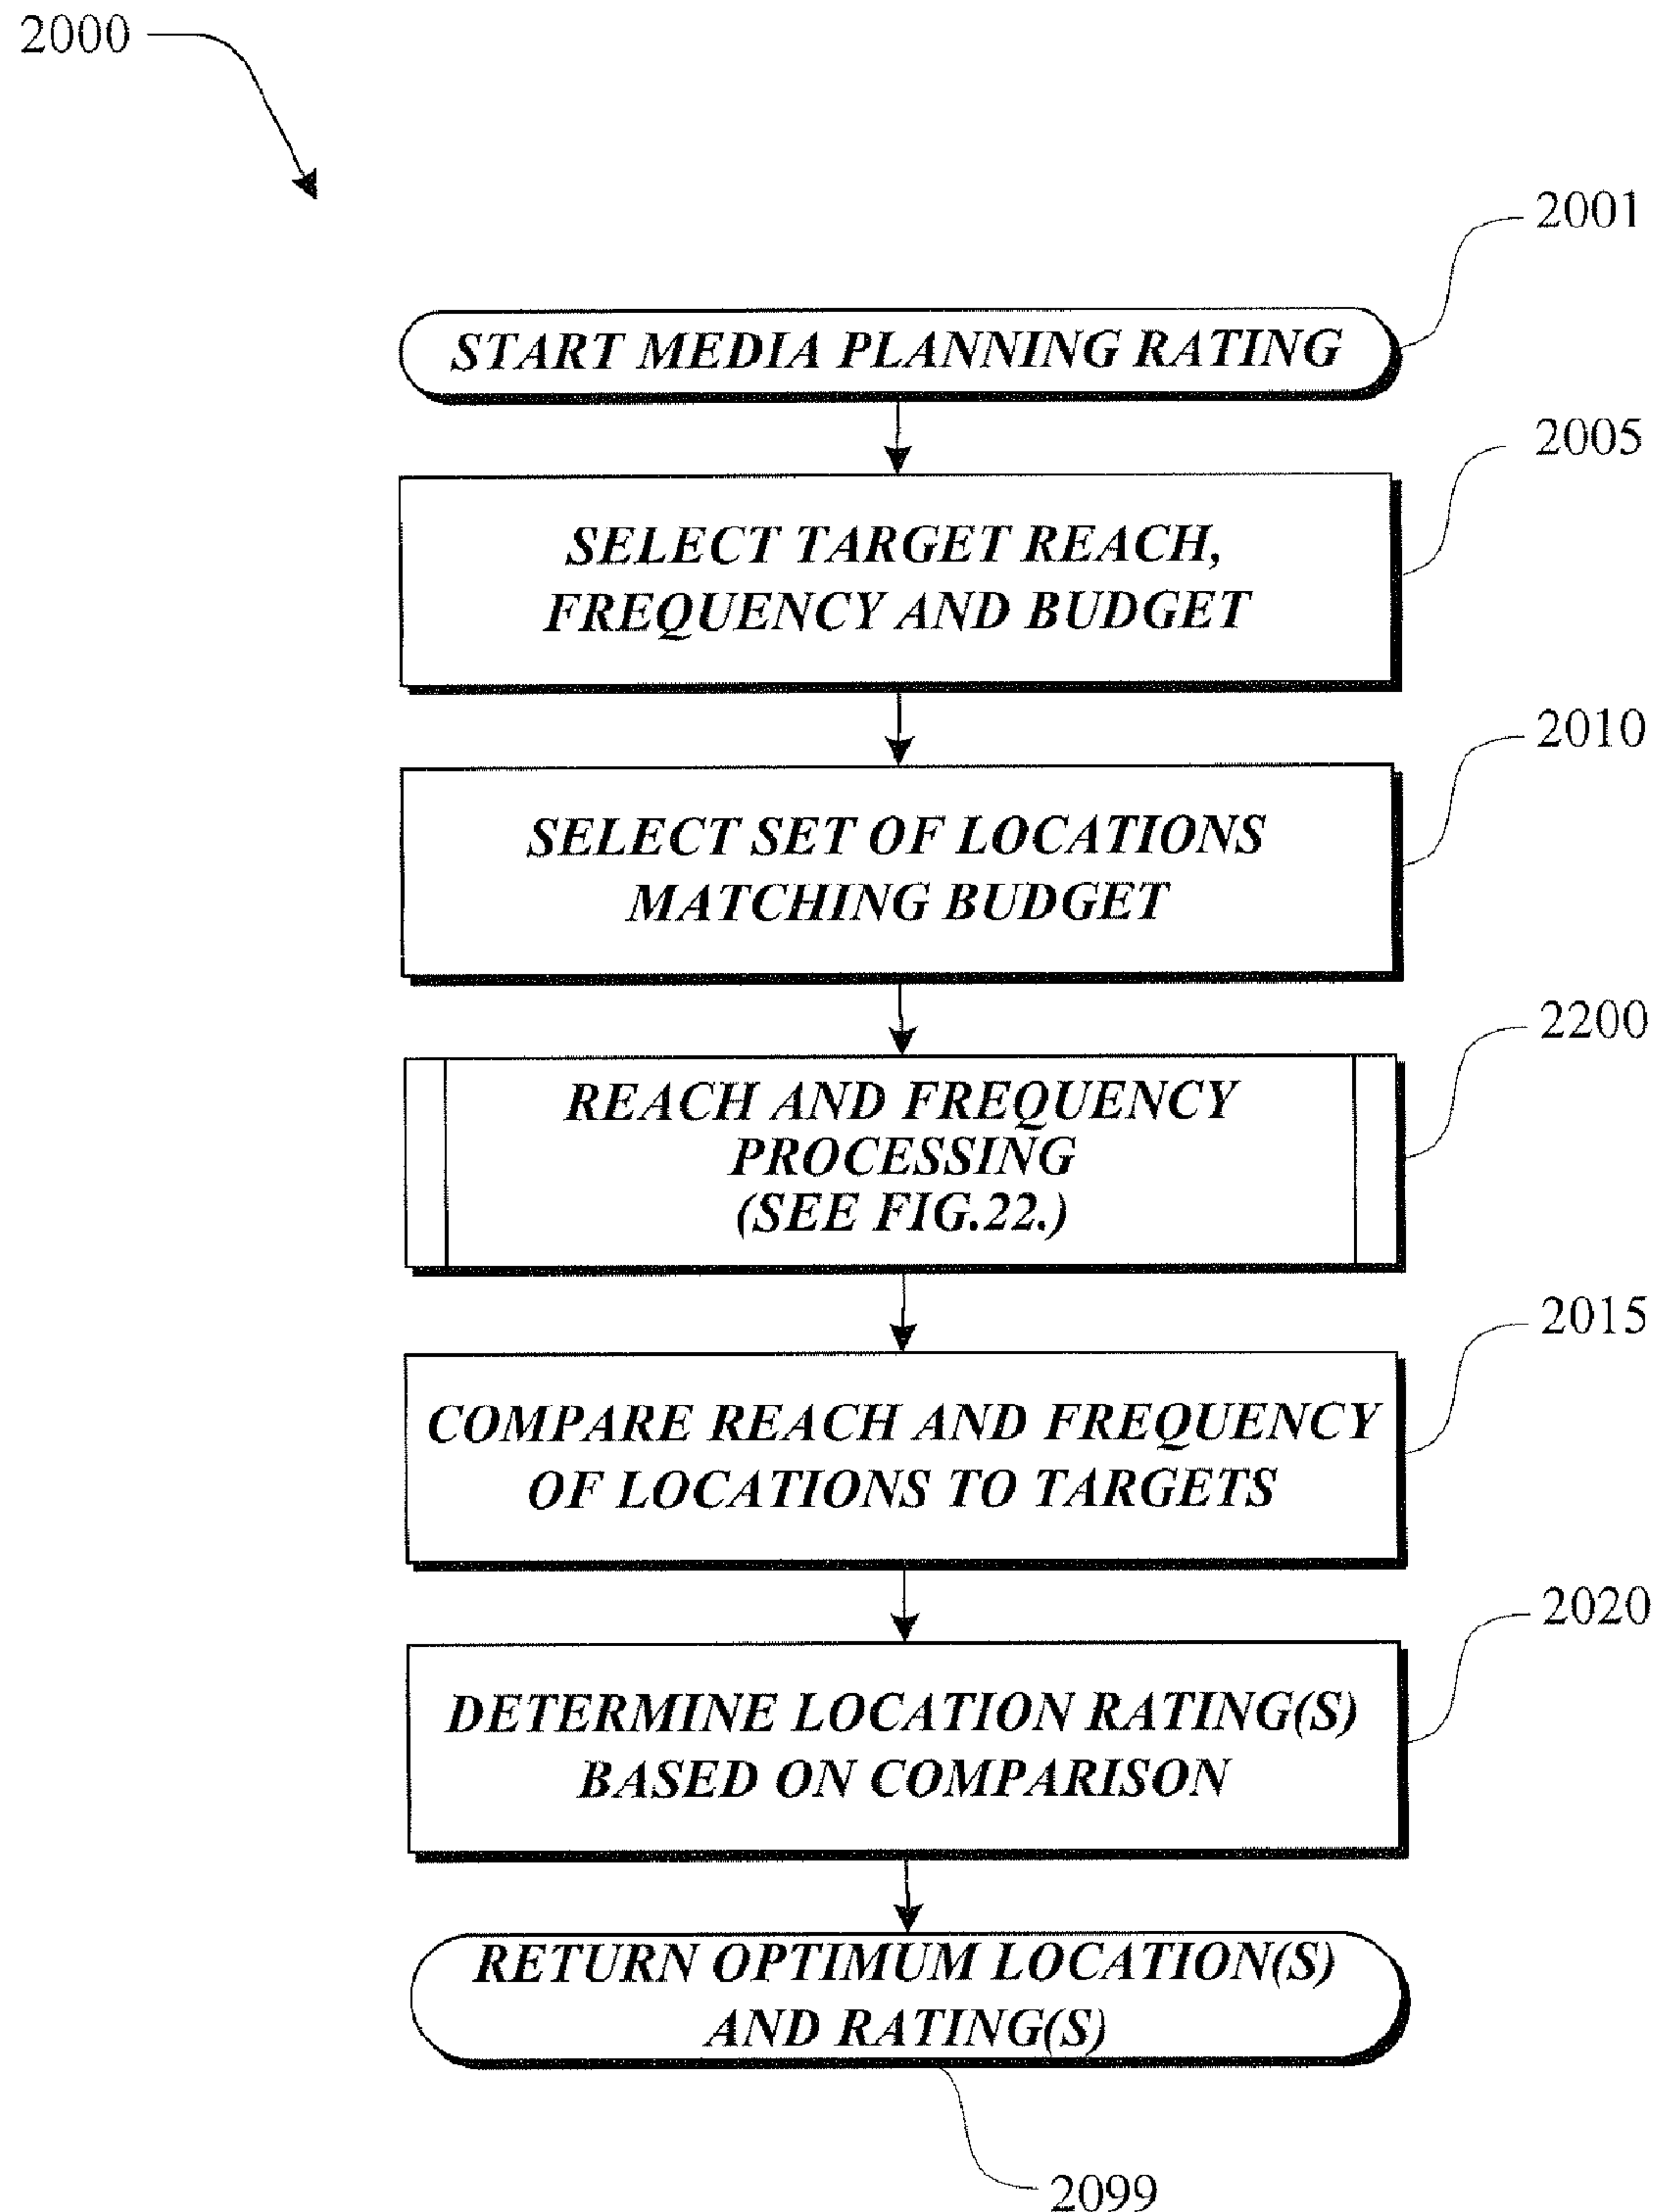 2000
2001
START MEDIA PLANNING RATING
2005
SELECT TARGET REACH,
FREQUENCY AND BUDGET
2010
SELECT SET OF LOCATIONS
MATCHING BUDGET
2200
REACH AND FREQUENCY
PROCESSING
(SEE FIG.22.)
2015
COMPARE REACH AND FREQUENCY
OF LOCATIONS TO TARGETS
2020
DETERMINE LOCATION RATING(S)
BASED ON COMPARISON
RETURN OPTIMUM LOCATION(S)
AND RATING(S)
2099